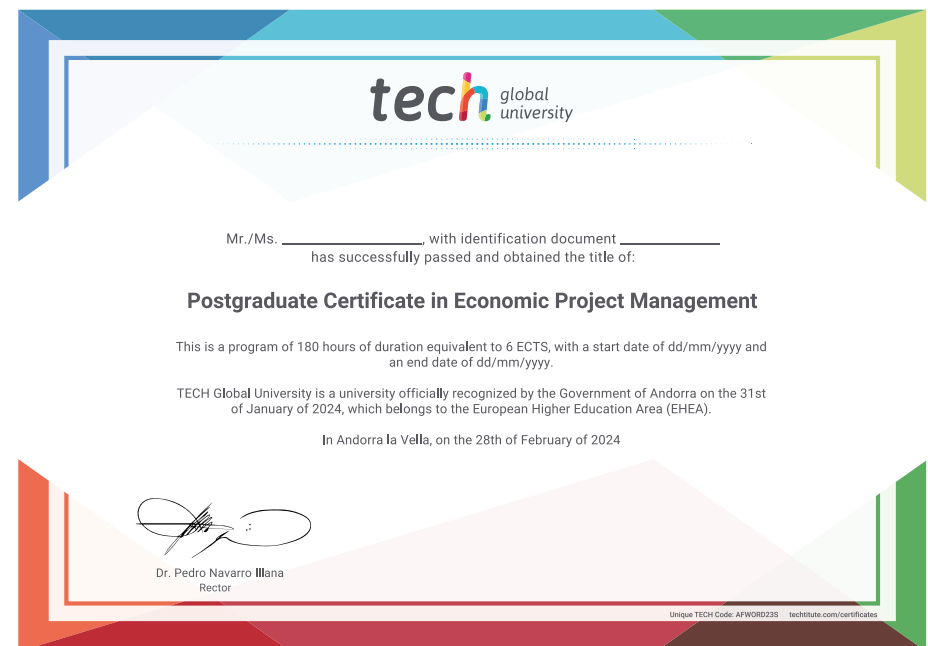 tech global university
Mr./Ms. ____________________, with identification document ______________
has successfully passed and obtained the title of:
Postgraduate Certificate in Economic Project Management
This is a program of 180 hours of duration equivalent to 6 ECTS, with a start date of dd/mm/yyyy and
an end date of dd/mm/yyyy.
TECH Global University is a university officially recognized by the Government of Andorra on the 31st
of January of 2024, which belongs to the European Higher Education Area (EHEA).
In Andorra la Vella, on the 28th of February of 2024
Dr. Pedro Navarro Illana
Rector
Unique TECH Code: AFWORD23S techtitute.com/certificates